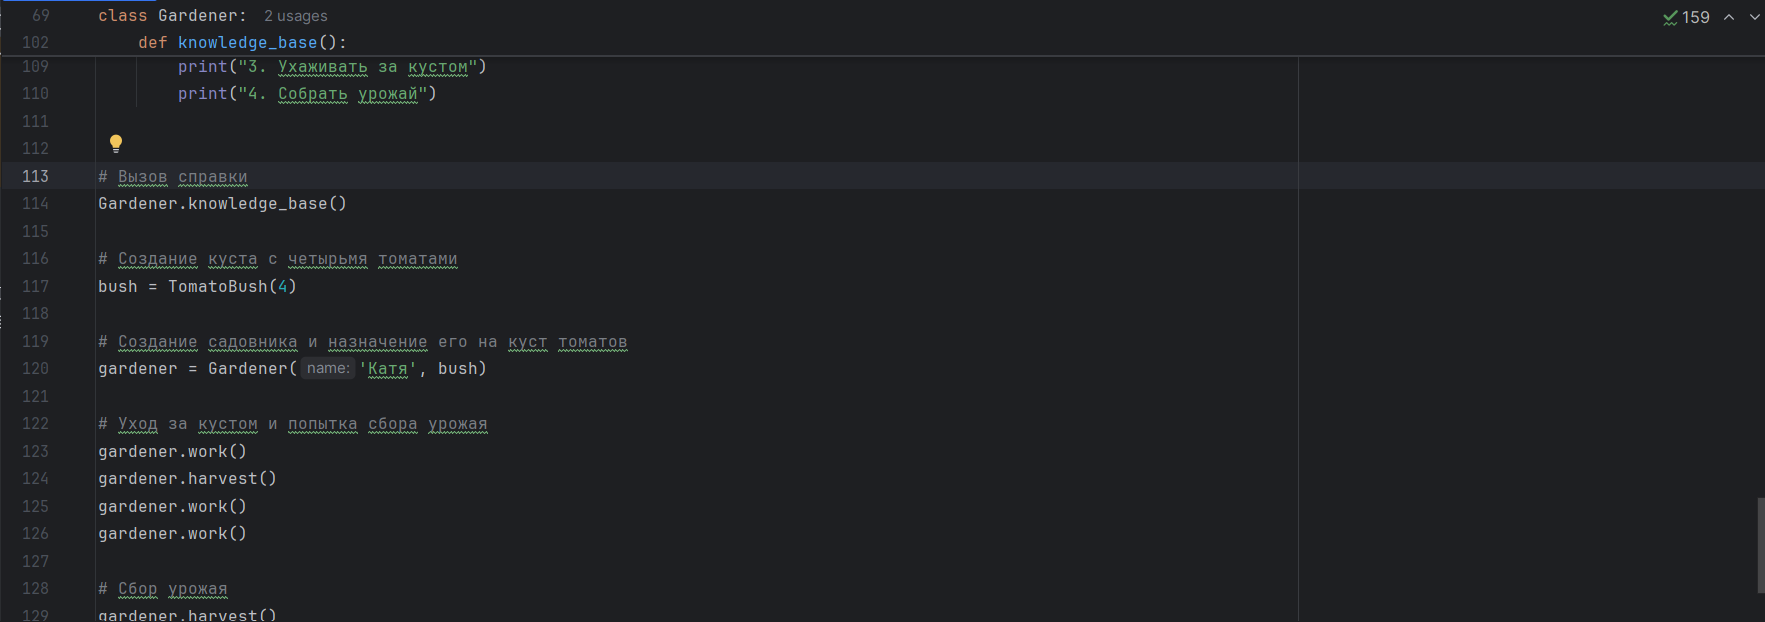 69 class Gardener: 2 usages
159
102 def knowledge_base():
109 print("3. Ухаживать за кустом")
110 print("4. Собрать урожай")
111
112
113 # Вызов справки
114 Gardener.knowledge_base()
115
116 # Создание куста с четырьмя томатами
117 bush = TomatoBush(4)
118
119 # Создание садовника и назначение его на куст томатов
120 gardener = Gardener( name: 'Катя', bush)
121
122 # Уход за кустом и попытка сбора урожая
123 gardener.work()
124 gardener.harvest()
125 gardener.work()
126 gardener.work()
127
128 # Сбор урожая
129 gardener.harvest()